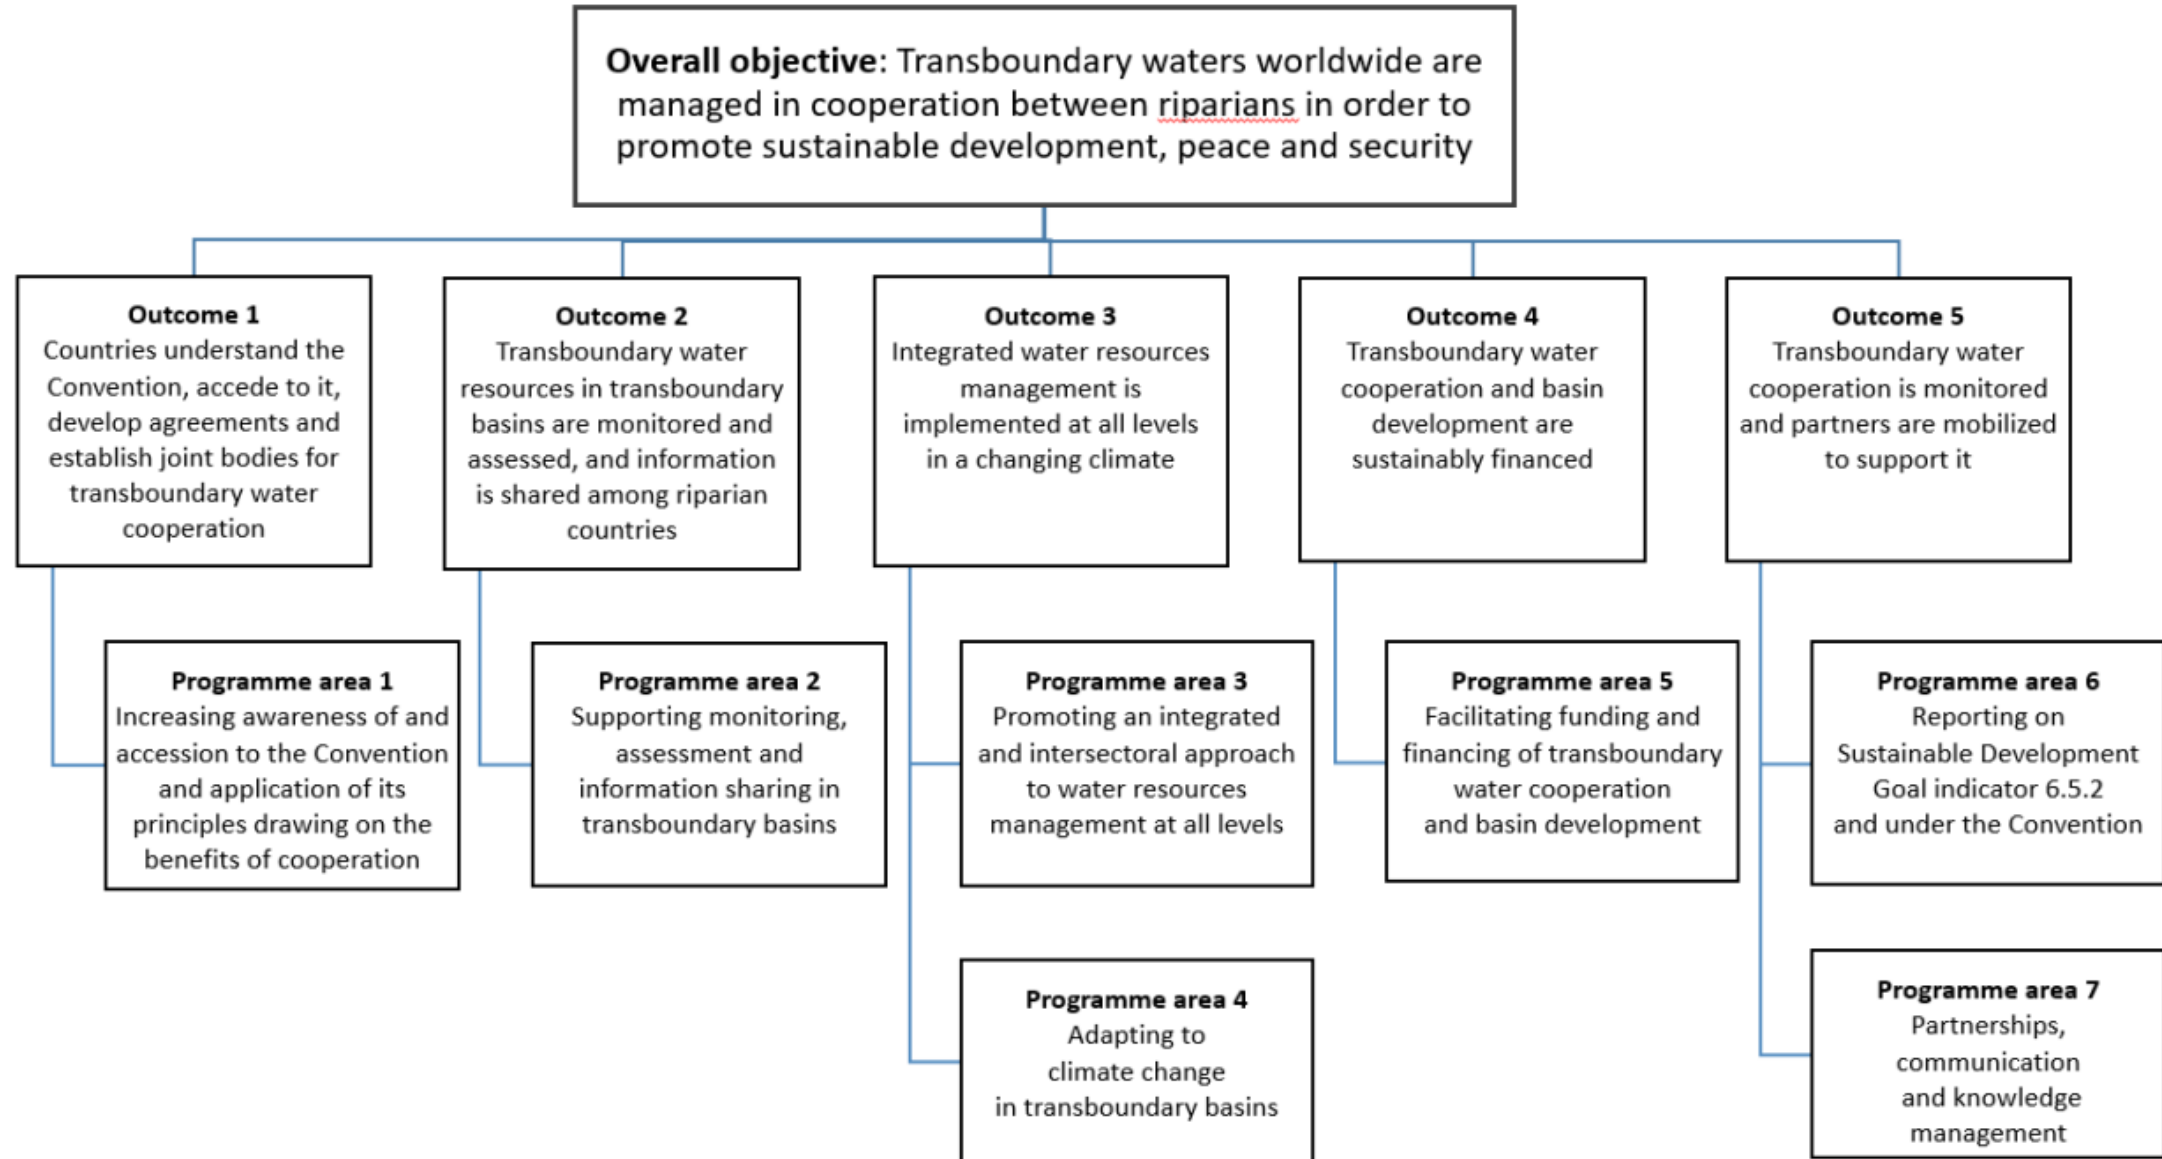 Overall objective: Transboundary waters worldwide are
managed in cooperation between riparians in order to
promote sustainable development, peace and security
Outcome 1
Countries understand the
Convention, accede to it,
develop agreements and
establish joint bodies for
transboundary water
cooperation
Outcome 2
Transboundary water
resources in transboundary
basins are monitored and
assessed, and information
is shared among riparian
countries
Outcome 3
Integrated water resources
management is
implemented at all levels
in a changing climate
Outcome 4
Transboundary water
cooperation and basin
development are
sustainably financed
Outcome 5
Transboundary water
cooperation is monitored
and partners are mobilized
to support it
Programme area 1
Increasing awareness of and
accession to the Convention
and application of its
principles drawing on the
benefits of cooperation
Programme area 2
Supporting monitoring,
assessment and
information sharing in
transboundary basins
Programme area 3
Promoting an integrated
and intersectoral approach
to water resources
management at all levels
Programme area 5
Facilitating funding and
financing of transboundary
water cooperation
and basin development
Programme area 6
Reporting on
Sustainable Development
Goal indicator 6.5.2
and under the Convention
Programme area 4
Adapting to
climate change
in transboundary basins
Programme area 7
Partnerships,
communication
and knowledge
management